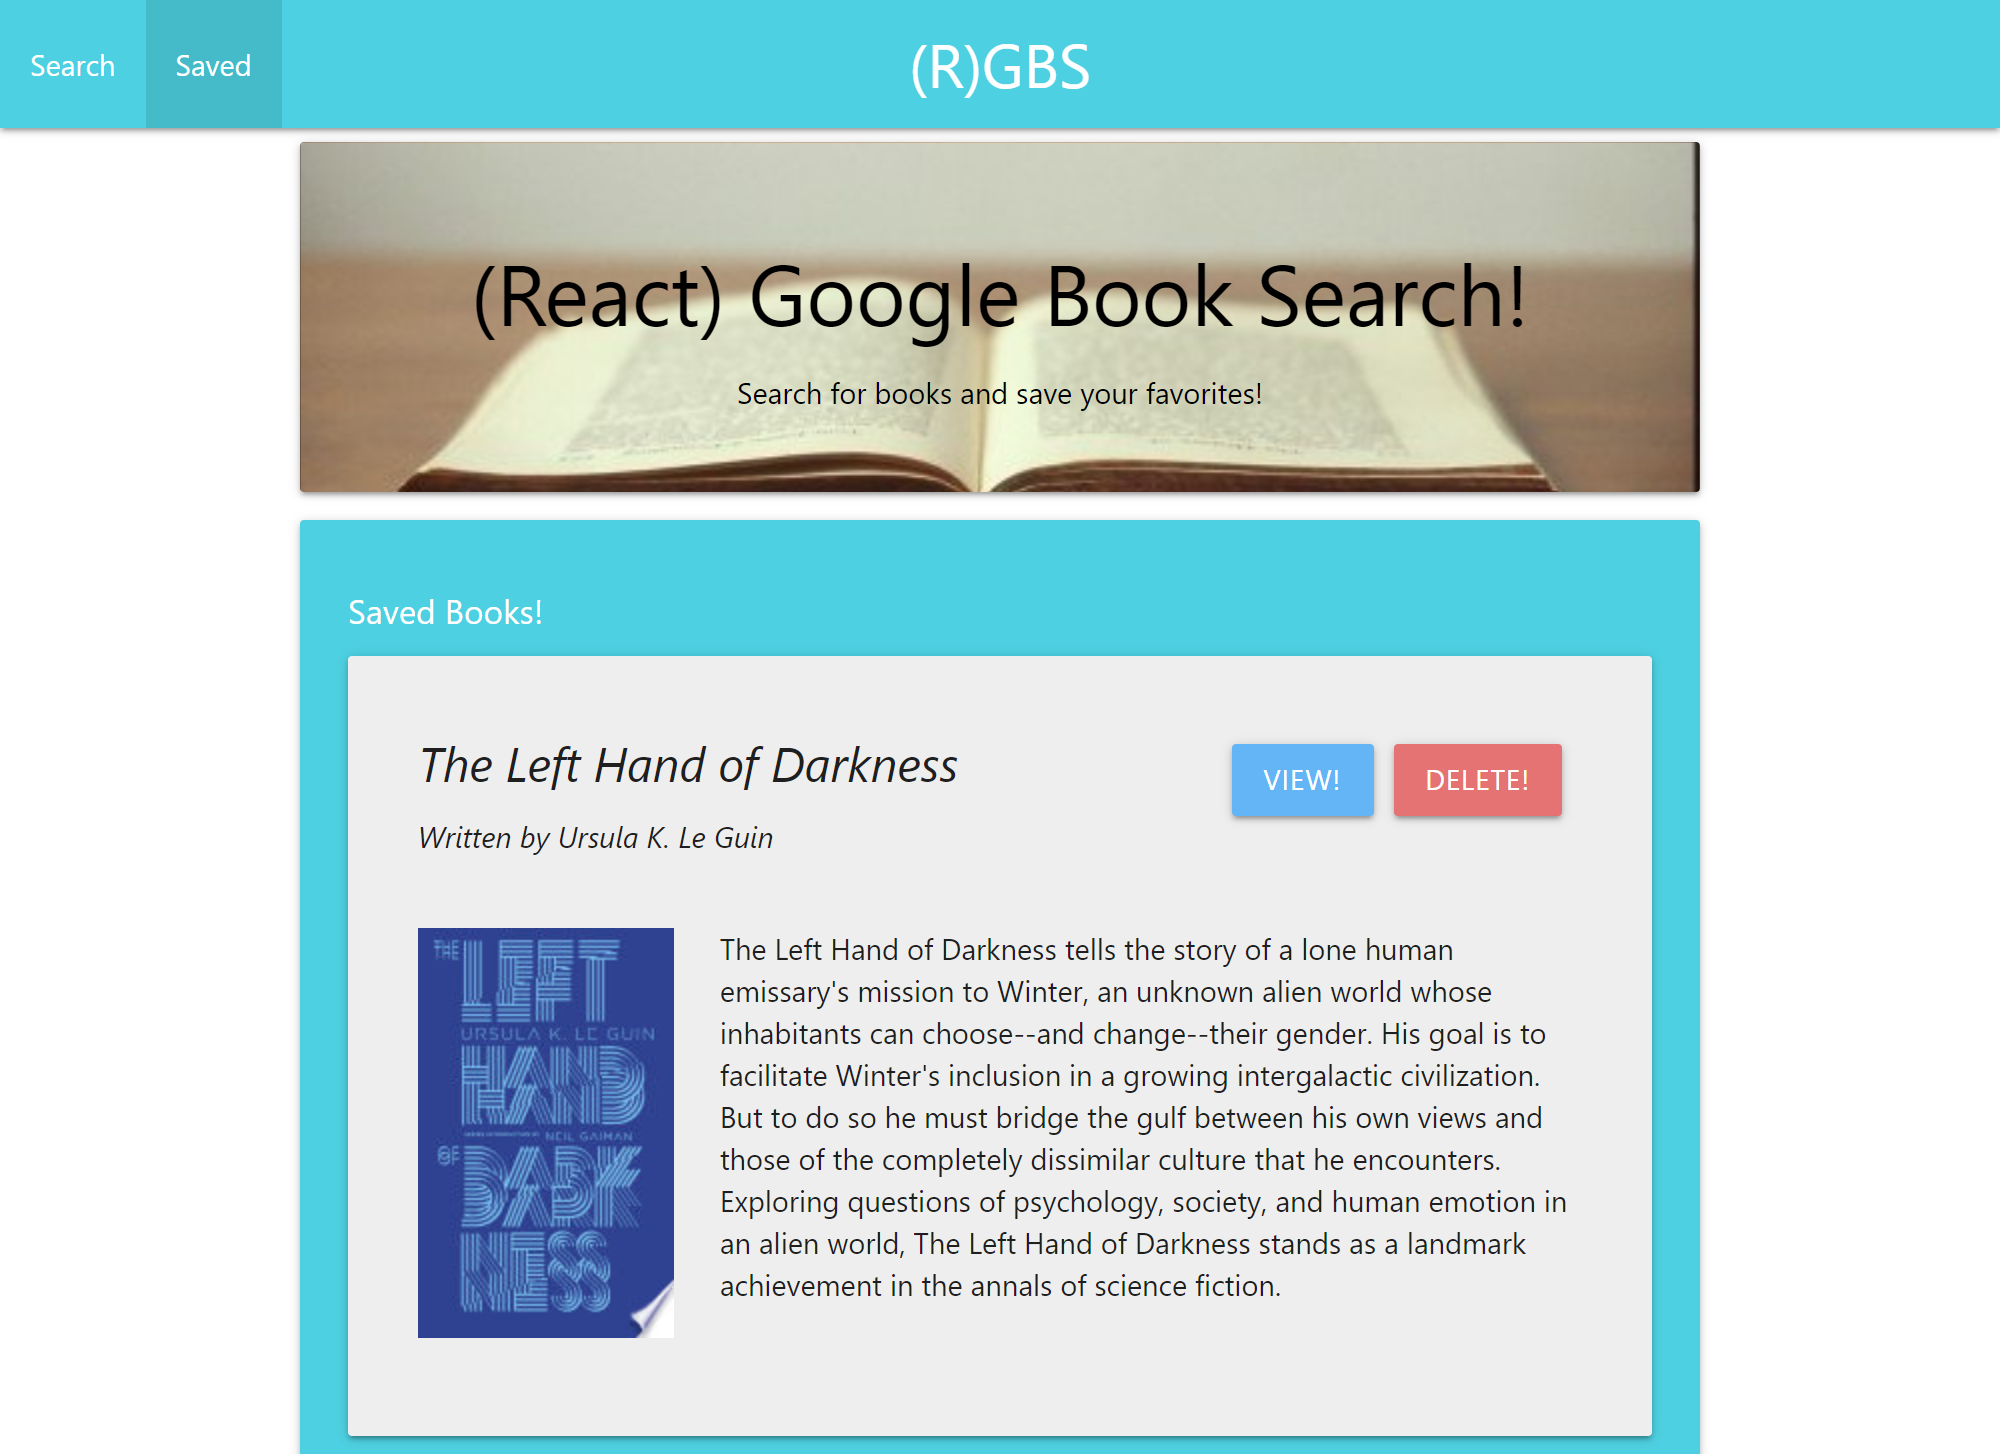 Search
Saved
(R)GBS
(React) Google Book Search!
Search for books and save your favorites!
Saved Books!
The Left Hand of Darkness
VIEW!
DELETE!
Written by Ursula K. Le Guin
THE LEFT
URSULA K. LE GUIN
HAND
NEIL GAIMAN
OF DARK
NESS
The Left Hand of Darkness tells the story of a lone human
emissary's mission to Winter, an unknown alien world whose
inhabitants can choose--and change--their gender. His goal is to
facilitate Winter's inclusion in a growing intergalactic civilization.
But to do so he must bridge the gulf between his own views and
those of the completely dissimilar culture that he encounters.
Exploring questions of psychology, society, and human emotion in
an alien world, The Left Hand of Darkness stands as a landmark
achievement in the annals of science fiction.